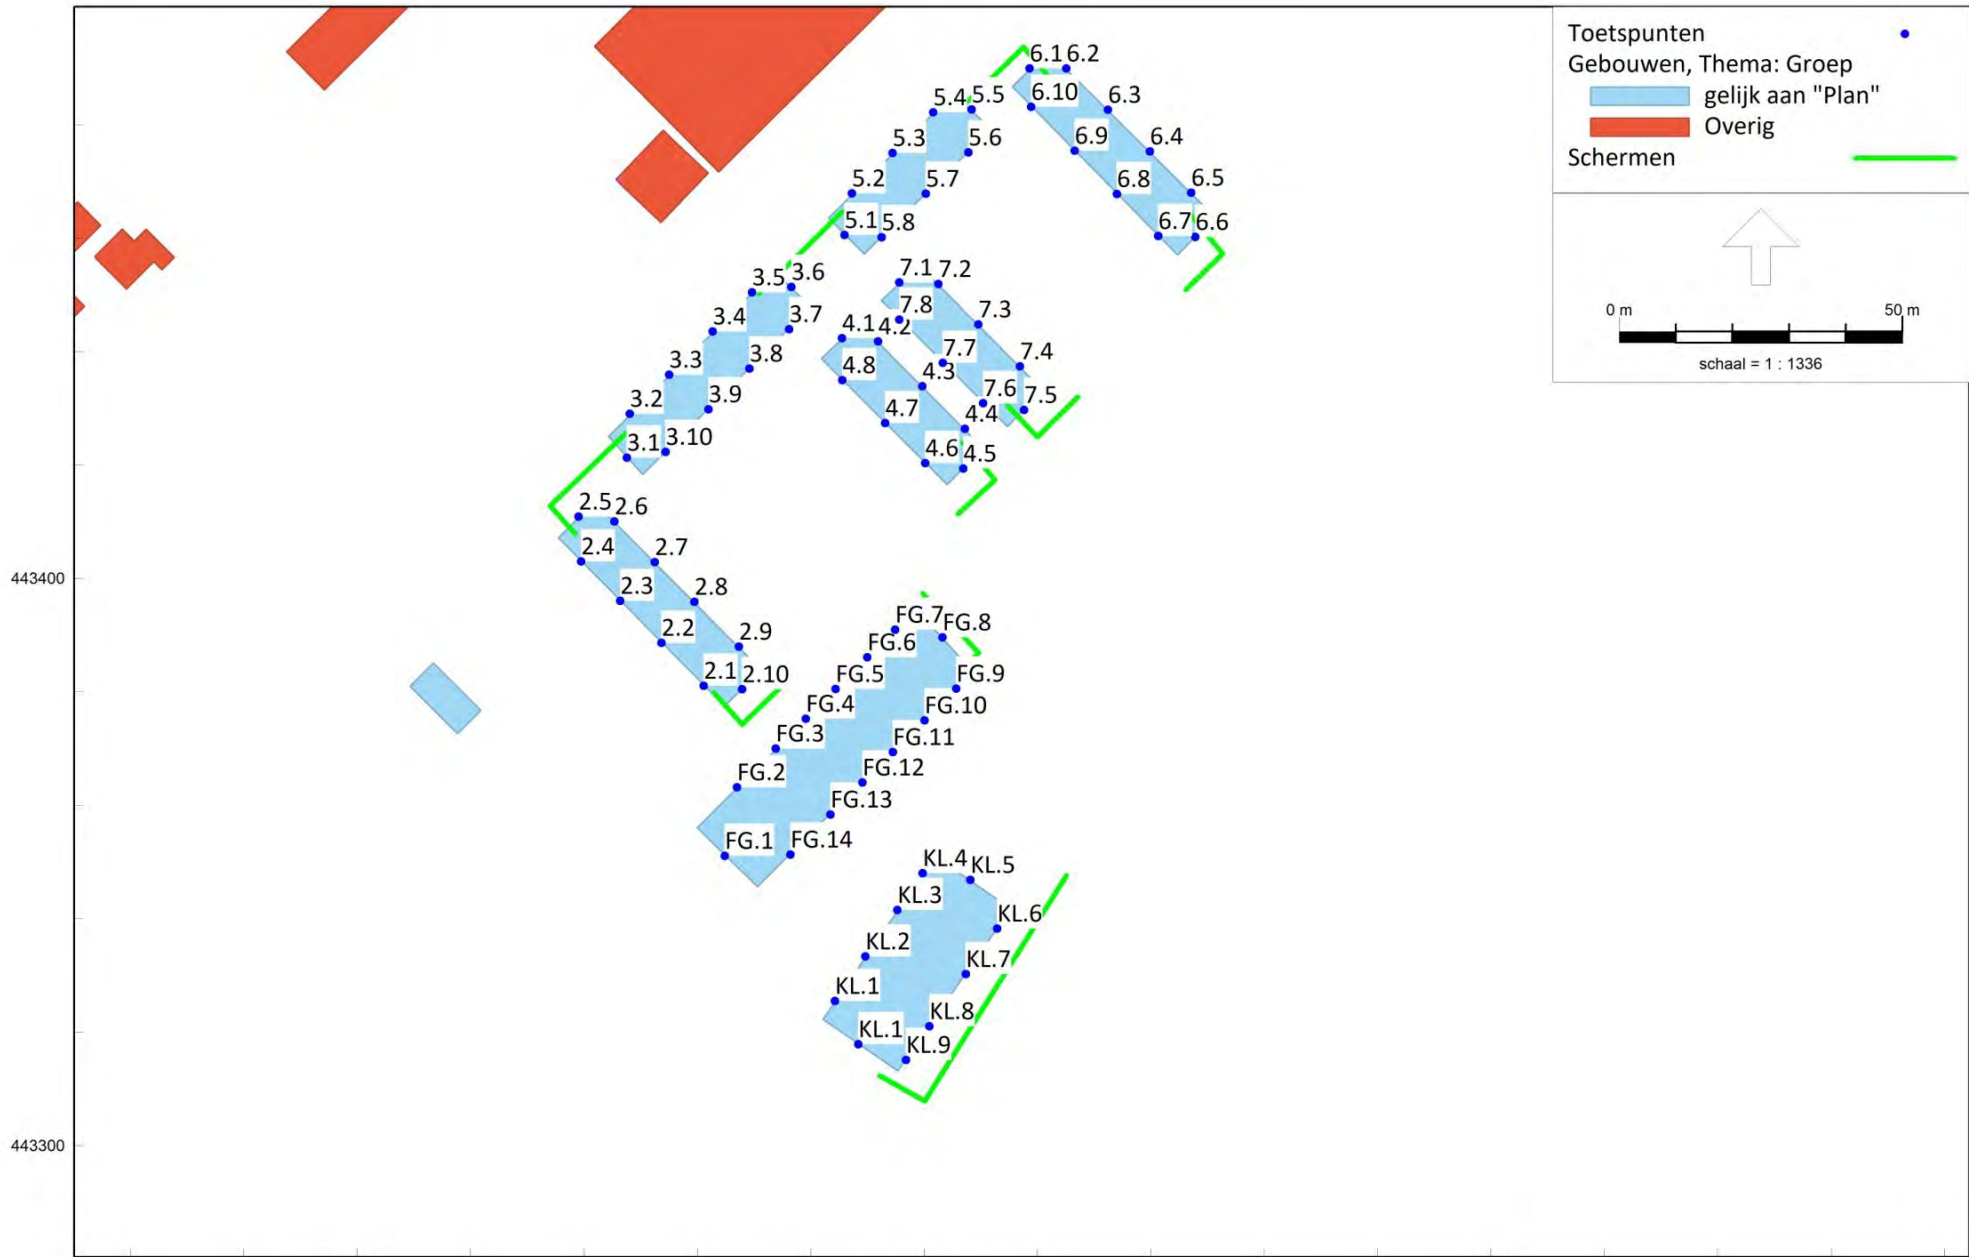 Toetspunten
Gebouwen, Thema: Groep
gelijk aan "Plan"
Overig
Schermen
0 m
50 m
schaal = 1 : 1336
6.1
6.2
6.10
6.3
6.9
6.4
6.8
6.5
6.7
6.6
5.4
5.5
5.3
5.6
5.2
5.7
5.1
5.8
3.5
3.6
3.4
3.7
3.3
3.8
3.2
3.9
3.1
3.10
7.1
7.2
7.8
7.3
7.7
7.4
7.6
7.5
4.1
4.2
4.8
4.3
4.7
4.4
4.6
4.5
2.5
2.6
2.4
2.7
2.3
2.8
2.2
2.9
2.1
2.10
443400
FG.7
FG.8
FG.6
FG.5
FG.9
FG.4
FG.10
FG.3
FG.11
FG.2
FG.12
FG.13
FG.1
FG.14
KL.4
KL.5
KL.3
KL.6
KL.2
KL.7
KL.1
KL.8
KL.1
KL.9
443300